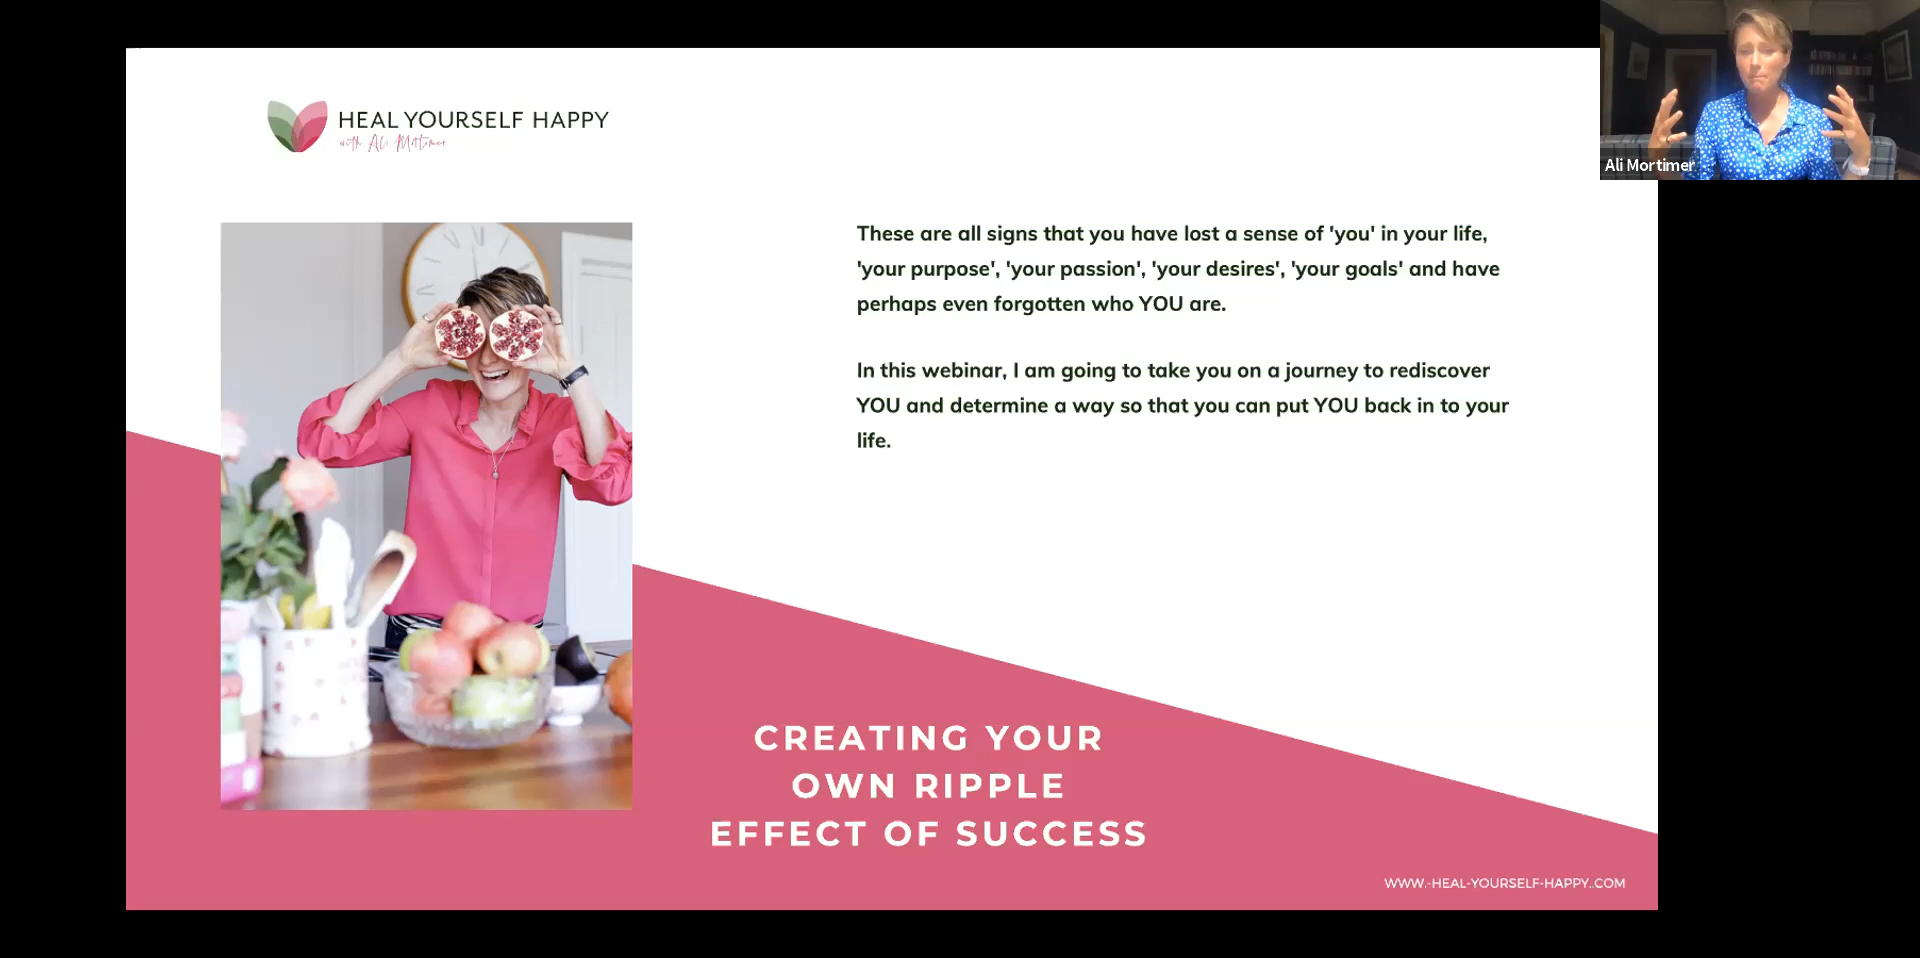 HEAL YOURSELF HAPPY
with Ali Mortimer
Ali Mortimer
These are all signs that you have lost a sense of 'you' in your life,
'your purpose', 'your passion', 'your desires', 'your goals' and have
perhaps even forgotten who YOU are.
In this webinar, I am going to take you on a journey to rediscover
YOU and determine a way so that you can put YOU back in to your
life.
CREATING YOUR
OWN RIPPLE
EFFECT OF SUCCESS
WWW.-HEAL-YOURSELF-HAPPY.COM